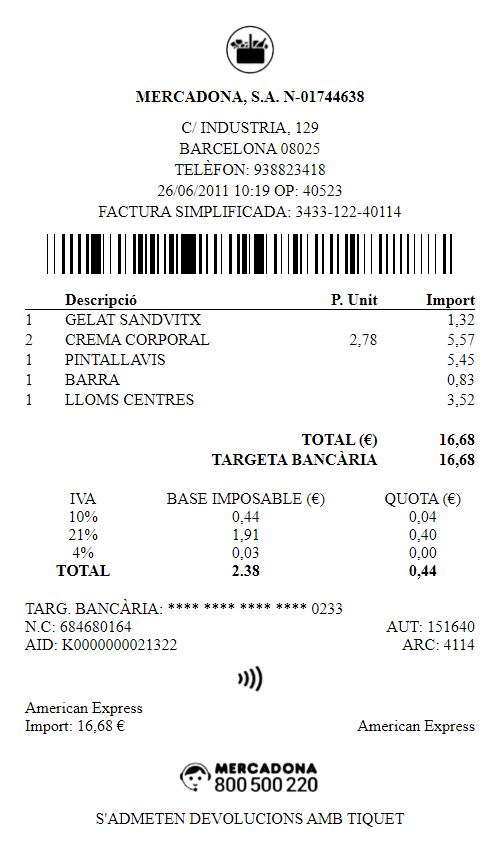 MERCADONA, S.A. N-01744638
C/ INDUSTRIA, 129
BARCELONA 08025
TELÈFON: 938823418
26/06/2011 10:19 OP: 40523
FACTURA SIMPLIFICADA: 3433-122-40114
Descripció P. Unit Import
1 GELAT SANDVITX 1,32
2 CREMA CORPORAL 2,78 5,57
1 PINTALLAVIS 5,45
1 BARRA 0,83
1 LLOMS CENTRES 3,52
TOTAL (€) 16,68
TARGETA BANCÀRIA 16,68
IVA BASE IMPOSABLE (€) QUOTA (€)
10% 0,44 0,04
21% 1,91 0,40
4% 0,03 0,00
TOTAL 2.38 0,44
TARG. BANCÀRIA: **** **** **** **** 0233
N.C: 684680164 AUT: 151640
AID: K0000000021322 ARC: 4114
American Express
Import: 16,68 € American Express
MERCADONA
800 500 220
S'ADMETEN DEVOLUCIONS AMB TIQUET